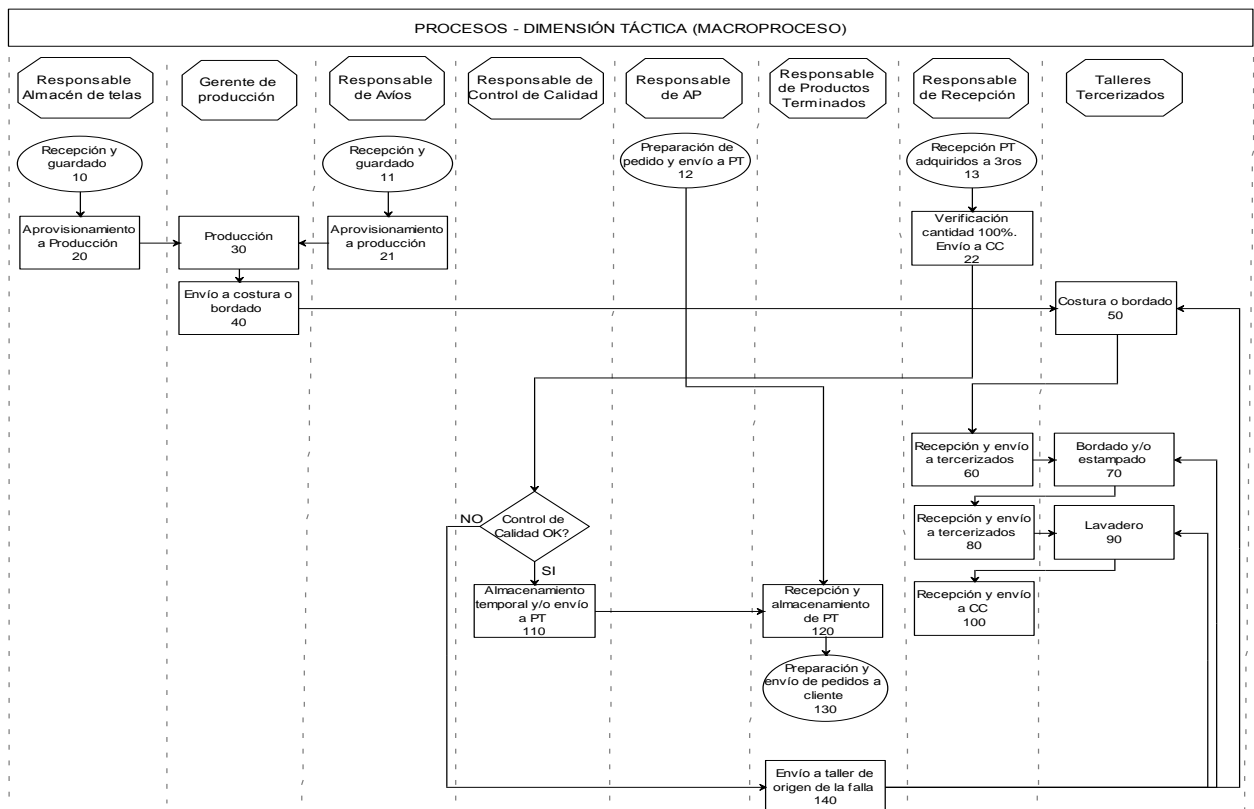 PROCESOS - DIMENSIÓN TÁCTICA (MACROPROCESO)
Responsable
Almacén de telas
Gerente de
producción
Responsable
de Avíos
Responsable de
Control de Calidad
Responsable
de AP
Responsable
de Productos
Terminados
Responsable
de Recepción
Talleres
Tercerizados
Recepción y
guardado
10
Recepción y
guardado
11
Preparación de
pedido y envío a PT
12
Recepción PT
adquiridos a 3ros
13
Aprovisionamiento
a Producción
20
Producción
30
Aprovisionamiento
a producción
21
Verificación
cantidad 100%.
Envío a CC
22
Envío a costura o
bordado
40
Costura o bordado
50
Recepción y envío
a tercerizados
60
Bordado y/o
estampado
70
NO
Control de
Calidad OK?
SI
Recepción y envío
a tercerizados
80
Lavadero
90
Almacenamiento
temporal y/o envío
a PT
110
Recepción y
almacenamiento
de PT
120
Recepción y envío
a CC
100
Preparación y
envío de pedidos a
cliente
130
Envío a taller de
origen de la falla
140